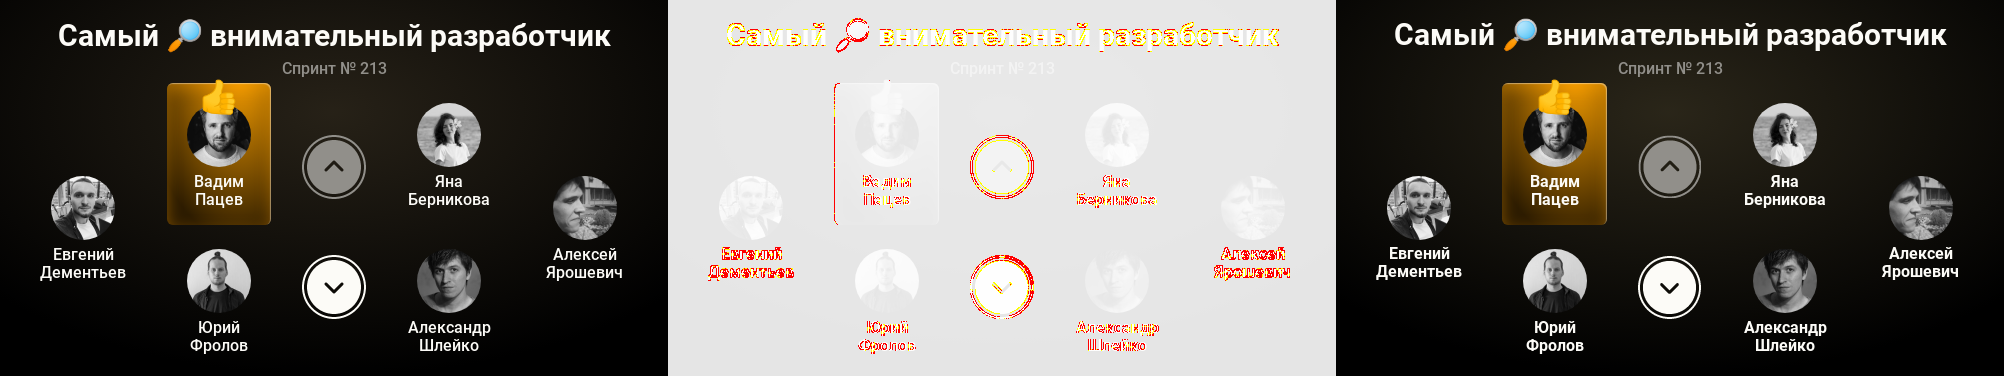 Самый 🔎 внимательный разработчик
Спринт № 213
Вадим
Пацев
Яна
Берникова
Евгений
Дементьев
Алексей
Ярошевич
Юрий
Фролов
Александр
Шлейко
Самый 🔎 внимательный разработчик
Спринт № 213
Вадим
Пацев
Яна
Берникова
Евгений
Дементьев
Алексей
Ярошевич
Юрий
Фролов
Александр
Шлейко
Самый 🔎 внимательный разработчик
Спринт № 213
Вадим
Пацев
Яна
Берникова
Евгений
Дементьев
Алексей
Ярошевич
Юрий
Фролов
Александр
Шлейко